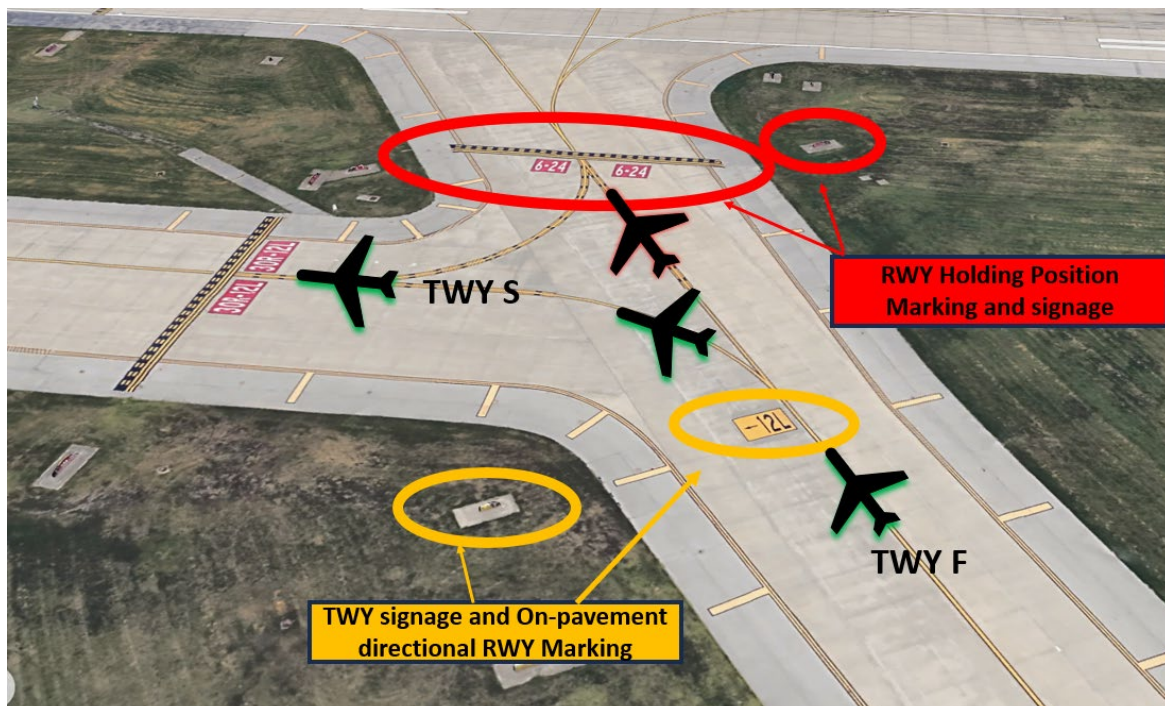 6-24 6-24
30R-12L
30R-12L
TWY S
RWY Holding Position
Marking and signage
←12L
TWY F
TWY signage and On-pavement
directional RWY Marking